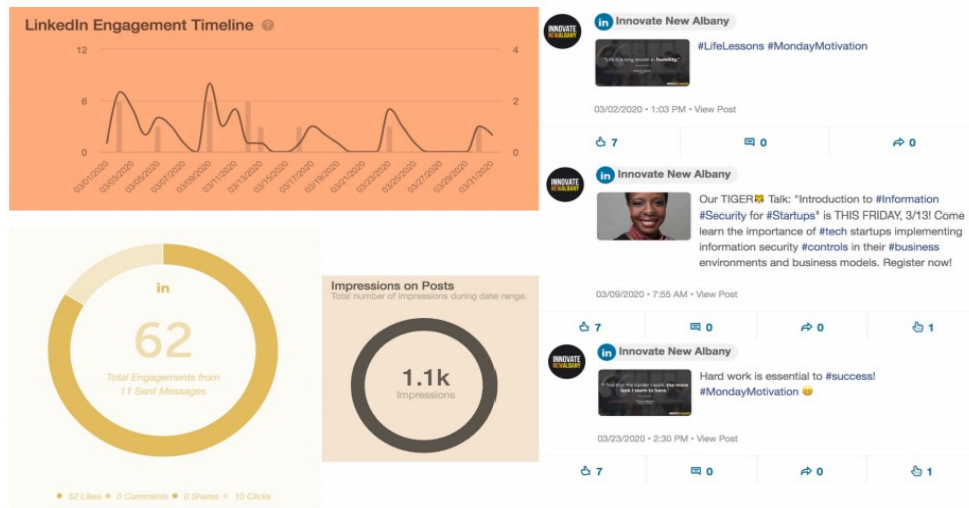 LinkedIn Engagement Timeline ?
12
4
6
2
0
0
03/01/2020
03/03/2020
03/05/2020
03/07/2020
03/09/2020
03/11/2020
03/13/2020
03/15/2020
03/17/2020
03/19/2020
03/21/2020
03/23/2020
03/25/2020
03/27/2020
03/29/2020
03/31/2020
in
62
Total Engagements from
11 Sent Messages
52 Likes 0 Comments 0 Shares 10 Clicks
Impressions on Posts
Total number of impressions during date range.
1.1k
Impressions
INNOVATE
NEW ALBANY
in Innovate New Albany
"Life is a long lesson in humility."
#LifeLessons #MondayMotivation
03/02/2020 • 1:03 PM • View Post
7 0 0
INNOVATE
NEW ALBANY
in Innovate New Albany
Our TIGER🐯 Talk: "Introduction to #Information
#Security for #Startups" is THIS FRIDAY, 3/13! Come
learn the importance of #tech startups implementing
information security #controls in their #business
environments and business models. Register now!
03/09/2020 • 7:55 AM • View Post
7 0 0 1
INNOVATE
NEW ALBANY
in Innovate New Albany
Hard work is essential to #success!
#MondayMotivation 😁
03/23/2020 • 2:30 PM • View Post
7 0 0 1